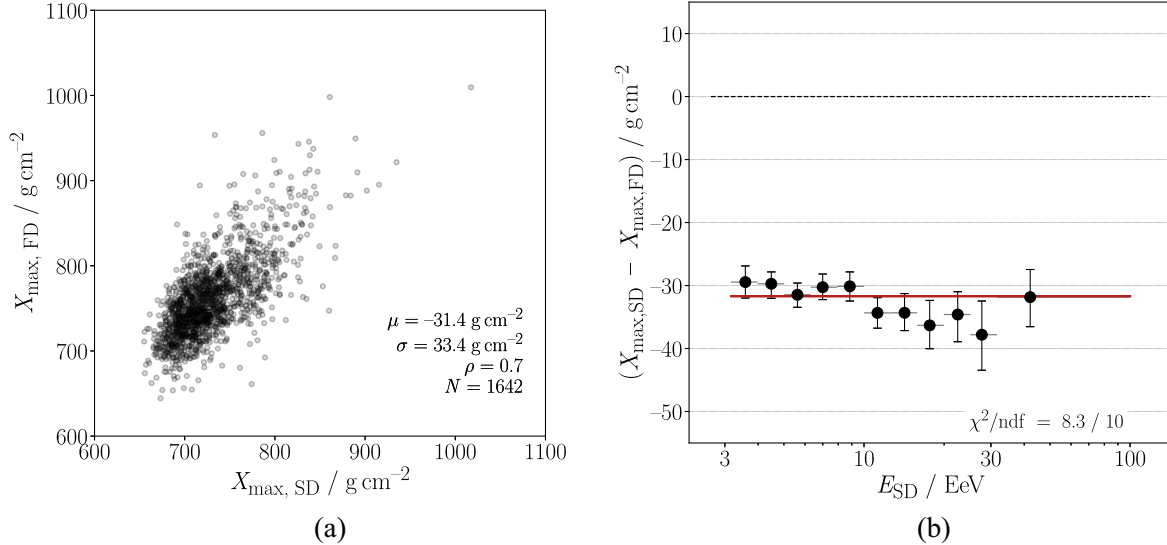 1100
1000
900
800
700
600
X_max, FD / g cm⁻²
μ = −31.4 g cm⁻²
σ = 33.4 g cm⁻²
ρ = 0.7
N = 1642
600 700 800 900 1000 1100
X_max, SD / g cm⁻²
(a)
10
0
−10
−20
−30
−40
−50
(X_max,SD − X_max,FD) / g cm⁻²
χ²/ndf = 8.3 / 10
3 10 30 100
E_SD / EeV
(b)